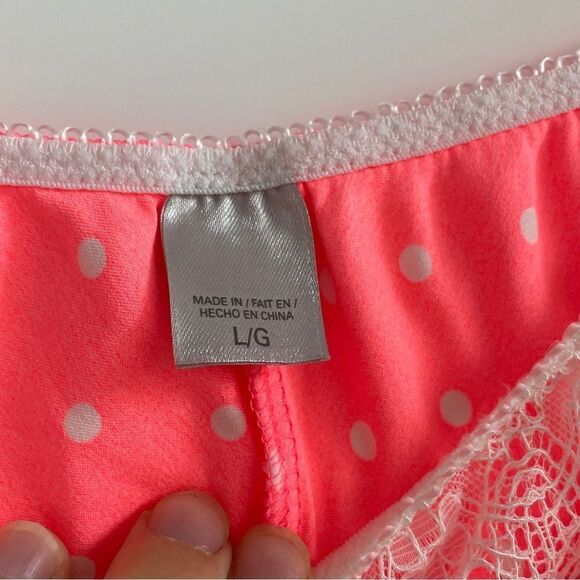 MADE IN / FAIT EN /
HECHO EN CHINA
L/G